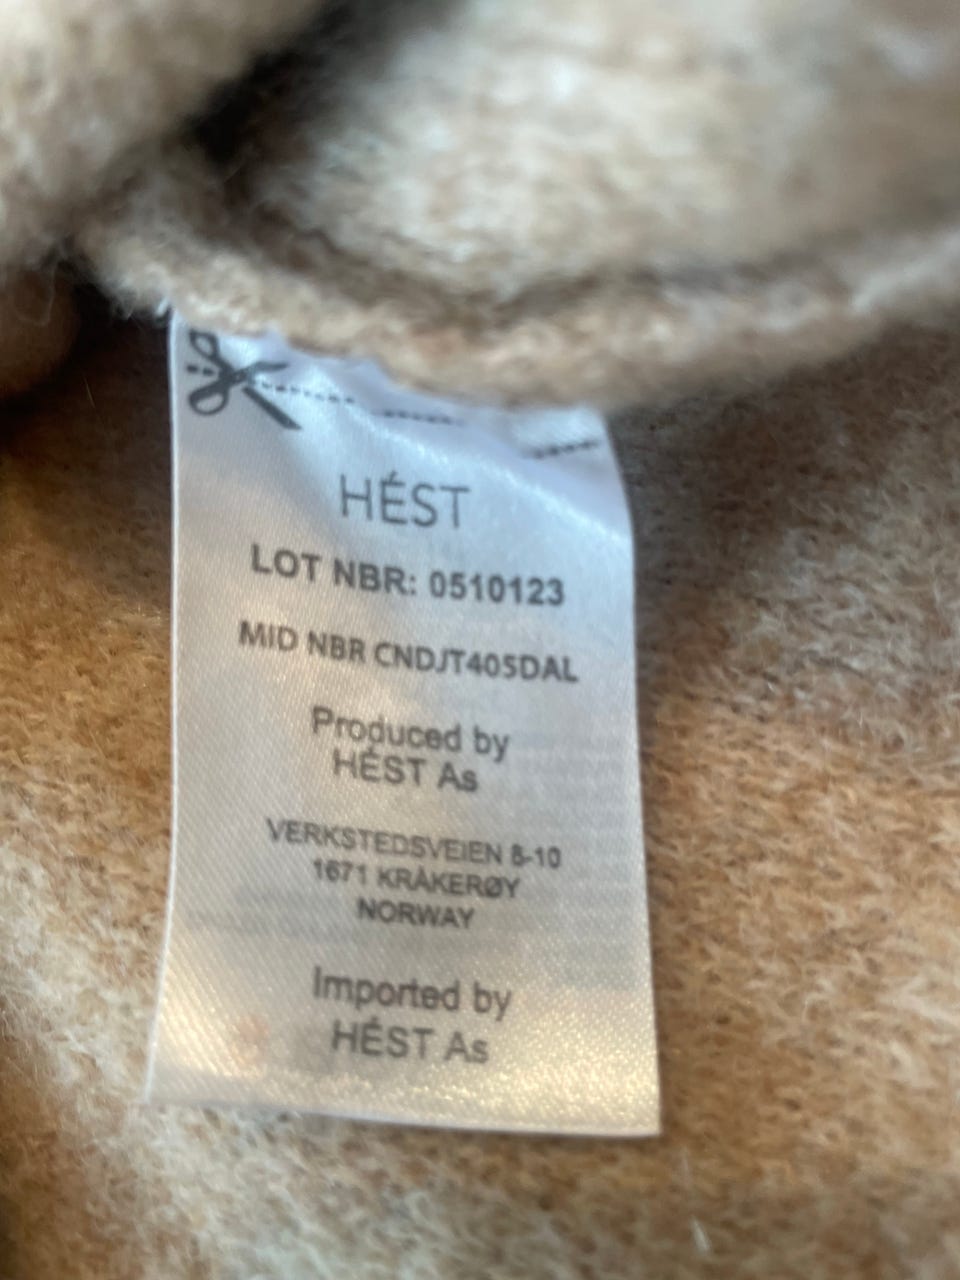 HÉST
LOT NBR: 0510123
MID NBR CNDJT405DAL
Produced by
HÉST As
VERKSTEDSVEIEN 8-10
1671 KRÅKERØY
NORWAY
Imported by
HÉST As